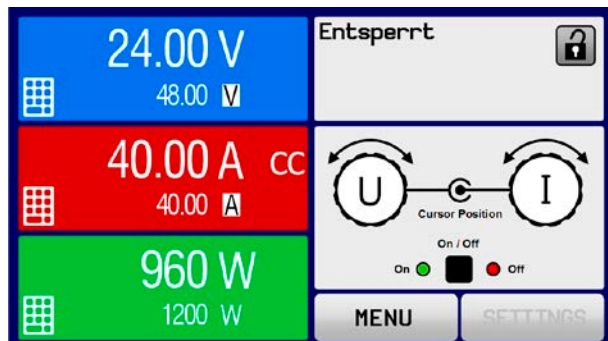 24.00 V
48.00 V
40.00 A CC
40.00 A
960 W
1200 W
Entsperrt
U
I
Cursor Position
On / Off
On
Off
MENU
SETTINGS